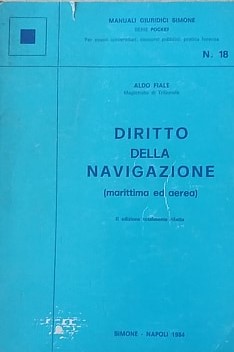 MANUALI GIURIDICI SIMONE
SERIE POCKET
Per esami universitari, concorsi pubblici, pratica forense
N. 18
ALDO FIALE
Magistrato di Tribunale
DIRITTO
DELLA
NAVIGAZIONE
(marittima ed aerea)
II edizione totalmente rifatta
SIMONE - NAPOLI 1984